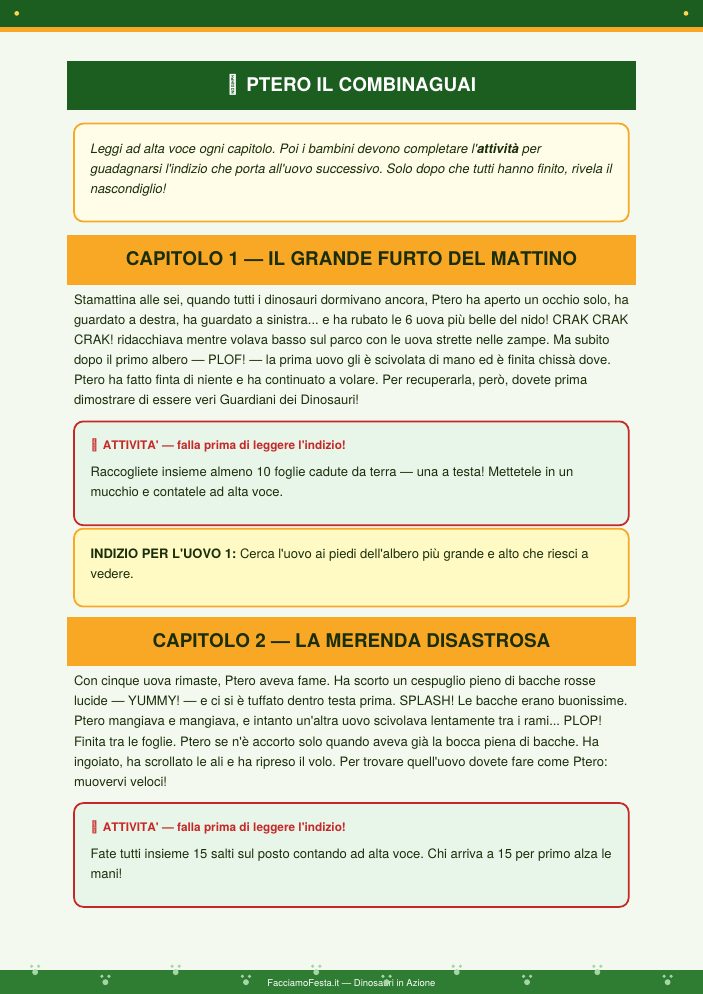 PTERO IL COMBINAGUAI
Leggi ad alta voce ogni capitolo. Poi i bambini devono completare l'attività per
guadagnarsi l'indizio che porta all'uovo successivo. Solo dopo che tutti hanno finito, rivela il
nascondiglio!
CAPITOLO 1 — IL GRANDE FURTO DEL MATTINO
Stamattina alle sei, quando tutti i dinosauri dormivano ancora, Ptero ha aperto un occhio solo, ha
guardato a destra, ha guardato a sinistra... e ha rubato le 6 uova più belle del nido! CRAK CRAK
CRAK! ridacchiava mentre volava basso sul parco con le uova strette nelle zampe. Ma subito
dopo il primo albero — PLOF! — la prima uovo gli è scivolata di mano ed è finita chissà dove.
Ptero ha fatto finta di niente e ha continuato a volare. Per recuperarla, però, dovete prima
dimostrare di essere veri Guardiani dei Dinosauri!
ATTIVITA' — falla prima di leggere l'indizio!
Raccogliete insieme almeno 10 foglie cadute da terra — una a testa! Mettetele in un
mucchio e contatele ad alta voce.
INDIZIO PER L'UOVO 1: Cerca l'uovo ai piedi dell'albero più grande e alto che riesci a
vedere.
CAPITOLO 2 — LA MERENDA DISASTROSA
Con cinque uova rimaste, Ptero aveva fame. Ha scorto un cespuglio pieno di bacche rosse
lucide — YUMMY! — e ci si è tuffato dentro testa prima. SPLASH! Le bacche erano buonissime.
Ptero mangiava e mangiava, e intanto un'altra uovo scivolava lentamente tra i rami... PLOP!
Finita tra le foglie. Ptero se n'è accorto solo quando aveva già la bocca piena di bacche. Ha
ingoiato, ha scrollato le ali e ha ripreso il volo. Per trovare quell'uovo dovete fare come Ptero:
muovervi veloci!
ATTIVITA' — falla prima di leggere l'indizio!
Fate tutti insieme 15 salti sul posto contando ad alta voce. Chi arriva a 15 per primo alza le
mani!
FacciamoFesta.it — Dinosauri in Azione